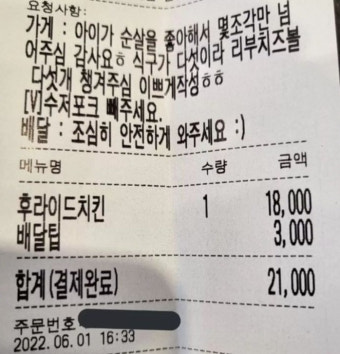 요청사항:
가게 : 아이가 순살을 좋아해서 몇조각만 넘
어주심 감사요ㅎ 식구가 다섯이라 리부치즈볼
다섯개 챙겨주심 이쁘게작성ㅎㅎ
[V]수저포크 빼주세요.
배달 : 조심히 안전하게 와주세요 :)
메뉴명 수량 금액
후라이드치킨 1 18,000
배달팁 3,000
합계(결제완료) 21,000
주문번호
2022.06.01 16:33